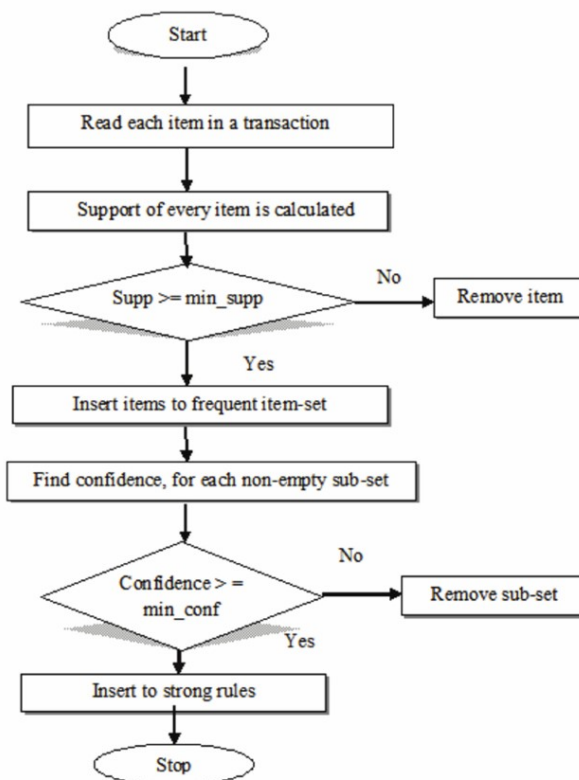 Start
Read each item in a transaction
Support of every item is calculated
Supp >= min_supp
No
Remove item
Yes
Insert items to frequent item-set
Find confidence, for each non-empty sub-set
Confidence > =
min_conf
No
Remove sub-set
Yes
Insert to strong rules
Stop